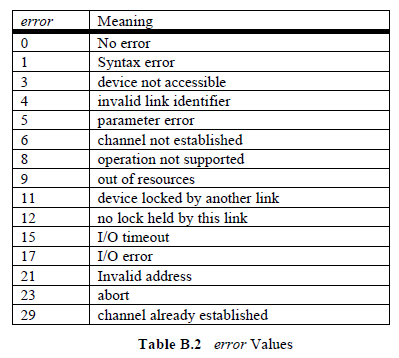 error Meaning
0 No error
1 Syntax error
3 device not accessible
4 invalid link identifier
5 parameter error
6 channel not established
8 operation not supported
9 out of resources
11 device locked by another link
12 no lock held by this link
15 I/O timeout
17 I/O error
21 Invalid address
23 abort
29 channel already established
Table B.2 error Values